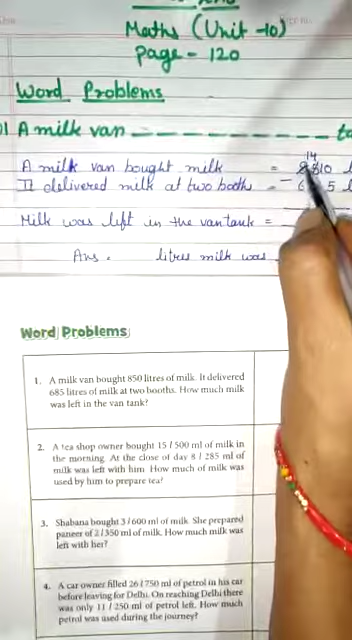 Maths (Unit-10)
Page - 120
Word Problems
A milk van
A milk van bought milk =
It delivered milk at two booths =
Milk was left in the van tank =
Ans. litres milk was
Word Problems
1. A milk van bought 850 litres of milk. It delivered
685 litres of milk at two booths. How much milk
was left in the van tank?
2. A tea shop owner bought 15 l 500 ml of milk in
the morning. At the close of day 8 l 285 ml of
milk was left with him. How much of milk was
used by him to prepare tea?
3. Shabana bought 3 l 600 ml of milk. She prepared
paneer of 2 l 350 ml of milk. How much milk was
left with her?
4. A car owner filled 26 l 750 ml of petrol in his car
before leaving for Delhi. On reaching Delhi there
was only 11 l 250 ml of petrol left. How much
petrol was used during the journey?